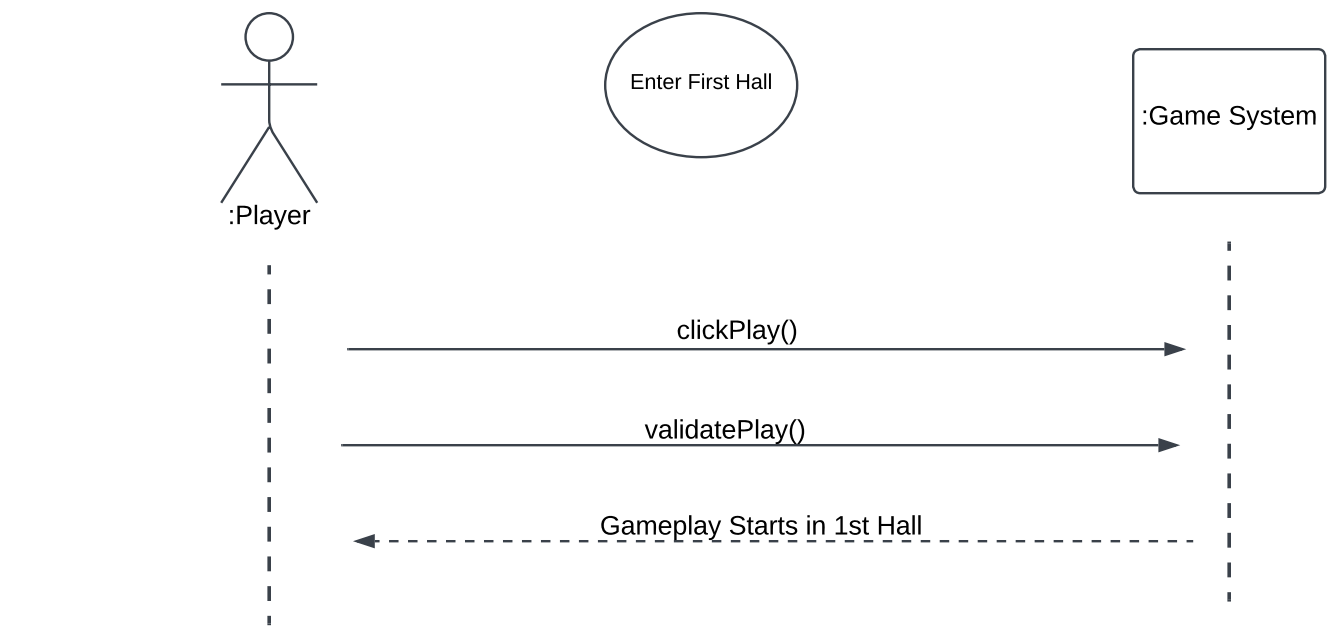 Enter First Hall
:Game System
:Player
clickPlay()
validatePlay()
Gameplay Starts in 1st Hall